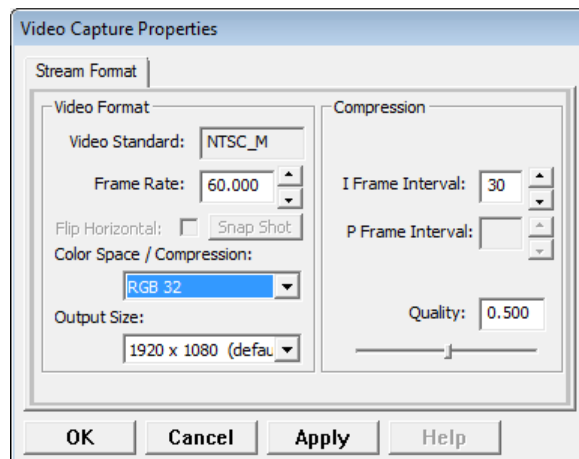 Video Capture Properties
Stream Format
Video Format
Video Standard: NTSC_M
Frame Rate: 60.000
Flip Horizontal: Snap Shot
Color Space / Compression:
RGB 32
Output Size:
1920 x 1080 (defau
Compression
I Frame Interval: 30
P Frame Interval:
Quality: 0.500
OK Cancel Apply Help